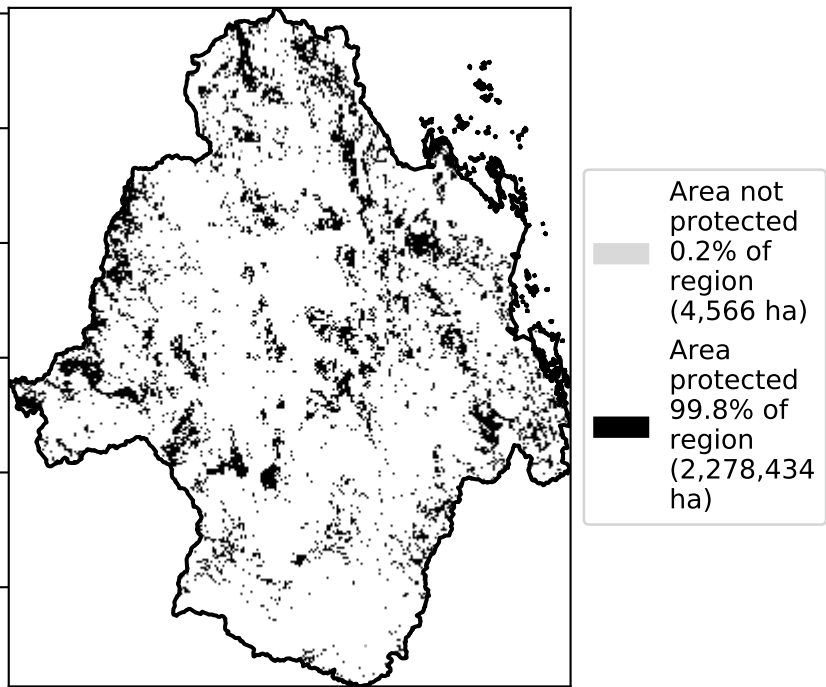 Area not
protected
0.2% of
region
(4,566 ha)
Area
protected
99.8% of
region
(2,278,434
ha)